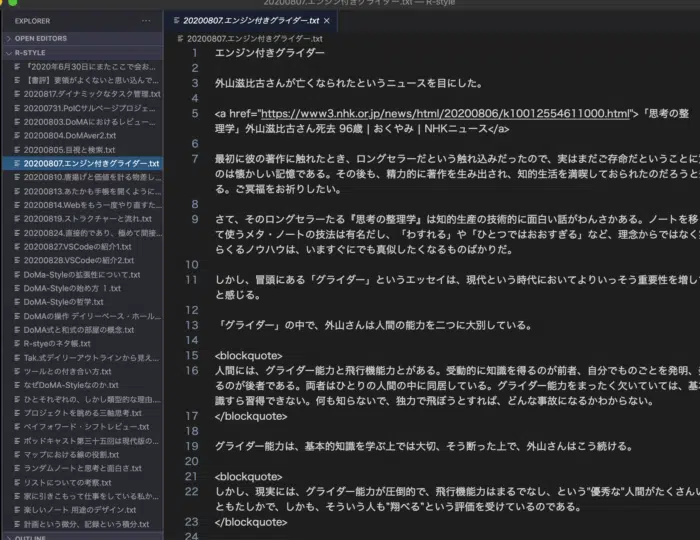 20200807.エンジン付きグライダー.txt — R-style
EXPLORER
OPEN EDITORS
R-STYLE
「2020年6月30日にまたここで会お...
【書評】要領がよくないと思い込んで...
2020817.ダイナミックなタスク管理.txt
20200731.PoICサルベージプロジェ...
20200803.DoMAにおけるレビュー...
20200804.DoMAver2.txt
20200805.目視と検索.txt
20200807.エンジン付きグライダー.txt
20200810.唐揚げと価値を計る物差し...
20200813.あたかも手帳を開くように...
20200814.Webをもう一度やり直すた...
20200819.ストラクチャーと流れ.txt
20200824.直接的であり、極めて間接...
20200827.VSCodeの紹介1.txt
20200828.VSCodeの紹介2.txt
DoMa-Styleの拡張性について.txt
DoMA-Styleの始め方 1.txt
DoMA-Styleの哲学.txt
DoMAの操作 デイリーベース・ホール...
DoMA式と和式の部屋の概念.txt
R-styeのネタ帳.txt
Tak.式デイリーアウトラインから見え...
ツールとの付き合い方.txt
なぜDoMA-Styleなのか.txt
ひとそれぞれの、しかし類型的な理由...
プロジェクトを眺める三軸思考.txt
ペイフォワード・シフトレビュー.txt
ポッドキャスト第三十五回は現代版の...
マップにおける線の役割.txt
ランダムノートと思考と面白さ.txt
リストについての考察.txt
家に引きこもって仕事をしている私か...
楽しいノート 用途のデザイン.txt
計画という微分、記録という積分.txt
OUTLINE
20200807.エンジン付きグライダー.txt ×
20200807.エンジン付きグライダー.txt
1 エンジン付きグライダー
2
3 外山滋比古さんが亡くなられたというニュースを目にした。
4
5 <a href="https://www3.nhk.or.jp/news/html/20200806/k10012554611000.html">「思考の整
理学」外山滋比古さん死去 96歳 | おくやみ | NHKニュース</a>
6
7 最初に彼の著作に触れたとき、ロングセラーだという触れ込みだったので、実はまだご存命だということに
のは懐かしい記憶である。その後も、精力的に著作を生み出され、知的生活を満喫しておられたのだろうと
る。ご冥福をお祈りしたい。
8
9 さて、そのロングセラーたる『思考の整理学』は知的生産の技術的に面白い話がわんさかある。ノートを移
て使うメタ・ノートの技法は有名だし、「わすれる」や「ひとつではおおすぎる」など、理念からではなく
らくるノウハウは、いますぐにでも真似したくなるものばかりだ。
10
11 しかし、冒頭にある「グライダー」というエッセイは、現代という時代においてよりいっそう重要性を増して
と感じる。
12
13 「グライダー」の中で、外山さんは人間の能力を二つに大別している。
14
15 <blockquote>
16 人間には、グライダー能力と飛行機能力とがある。受動的に知識を得るのが前者、自分でものごとを発明、
るのが後者である。両者はひとりの人間の中に同居している。グライダー能力をまったく欠いていては、基
識すら習得できない。何も知らないで、独力で飛ぼうとすれば、どんな事故になるかわからない。
17 </blockquote>
18
19 グライダー能力は、基本的知識を学ぶ上では大切、そう断った上で、外山さんはこう続ける。
20
21 <blockquote>
22 しかし、現実には、グライダー能力が圧倒的で、飛行機能力はまるでなし、という"優秀な"人間がたくさんい
ともたしかで、しかも、そういう人も"翔べる"という評価を受けているのである。
23 </blockquote>
24